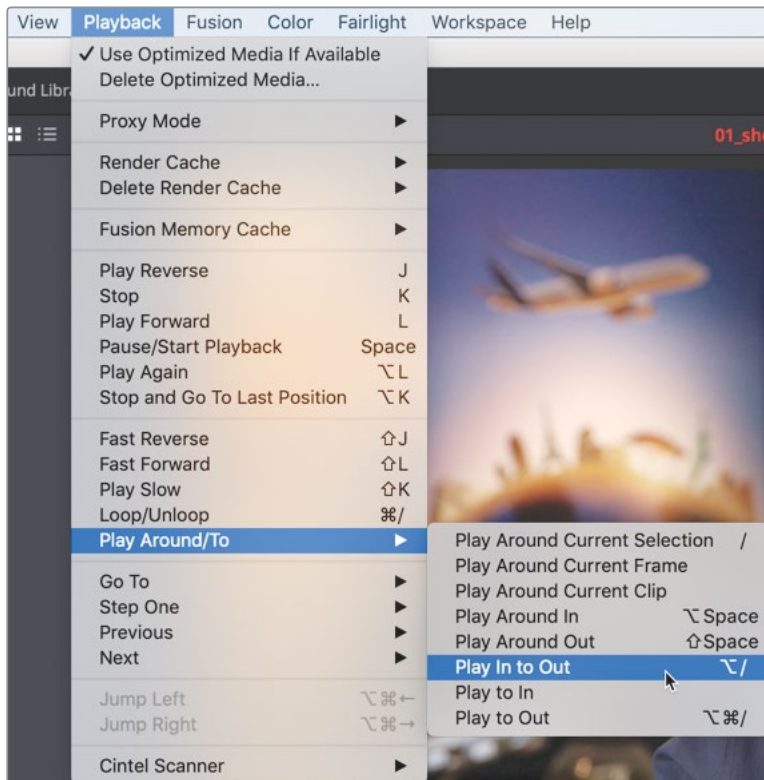 View Playback Fusion Color Fairlight Workspace Help
✓ Use Optimized Media If Available
Delete Optimized Media...
und Libr
Proxy Mode ▶
01_sh
Render Cache ▶
Delete Render Cache ▶
Fusion Memory Cache ▶
Play Reverse J
Stop K
Play Forward L
Pause/Start Playback Space
Play Again ⌥L
Stop and Go To Last Position ⌥K
Fast Reverse ⇧J
Fast Forward ⇧L
Play Slow ⇧K
Loop/Unloop ⌘/
Play Around/To ▶
Play Around Current Selection /
Play Around Current Frame
Play Around Current Clip
Play Around In ⌥Space
Play Around Out ⇧Space
Play In to Out ⌥/
Play to In
Play to Out ⌥⌘/
Go To ▶
Step One ▶
Previous ▶
Next ▶
Jump Left ⌥⌘←
Jump Right ⌥⌘→
Cintel Scanner ▶